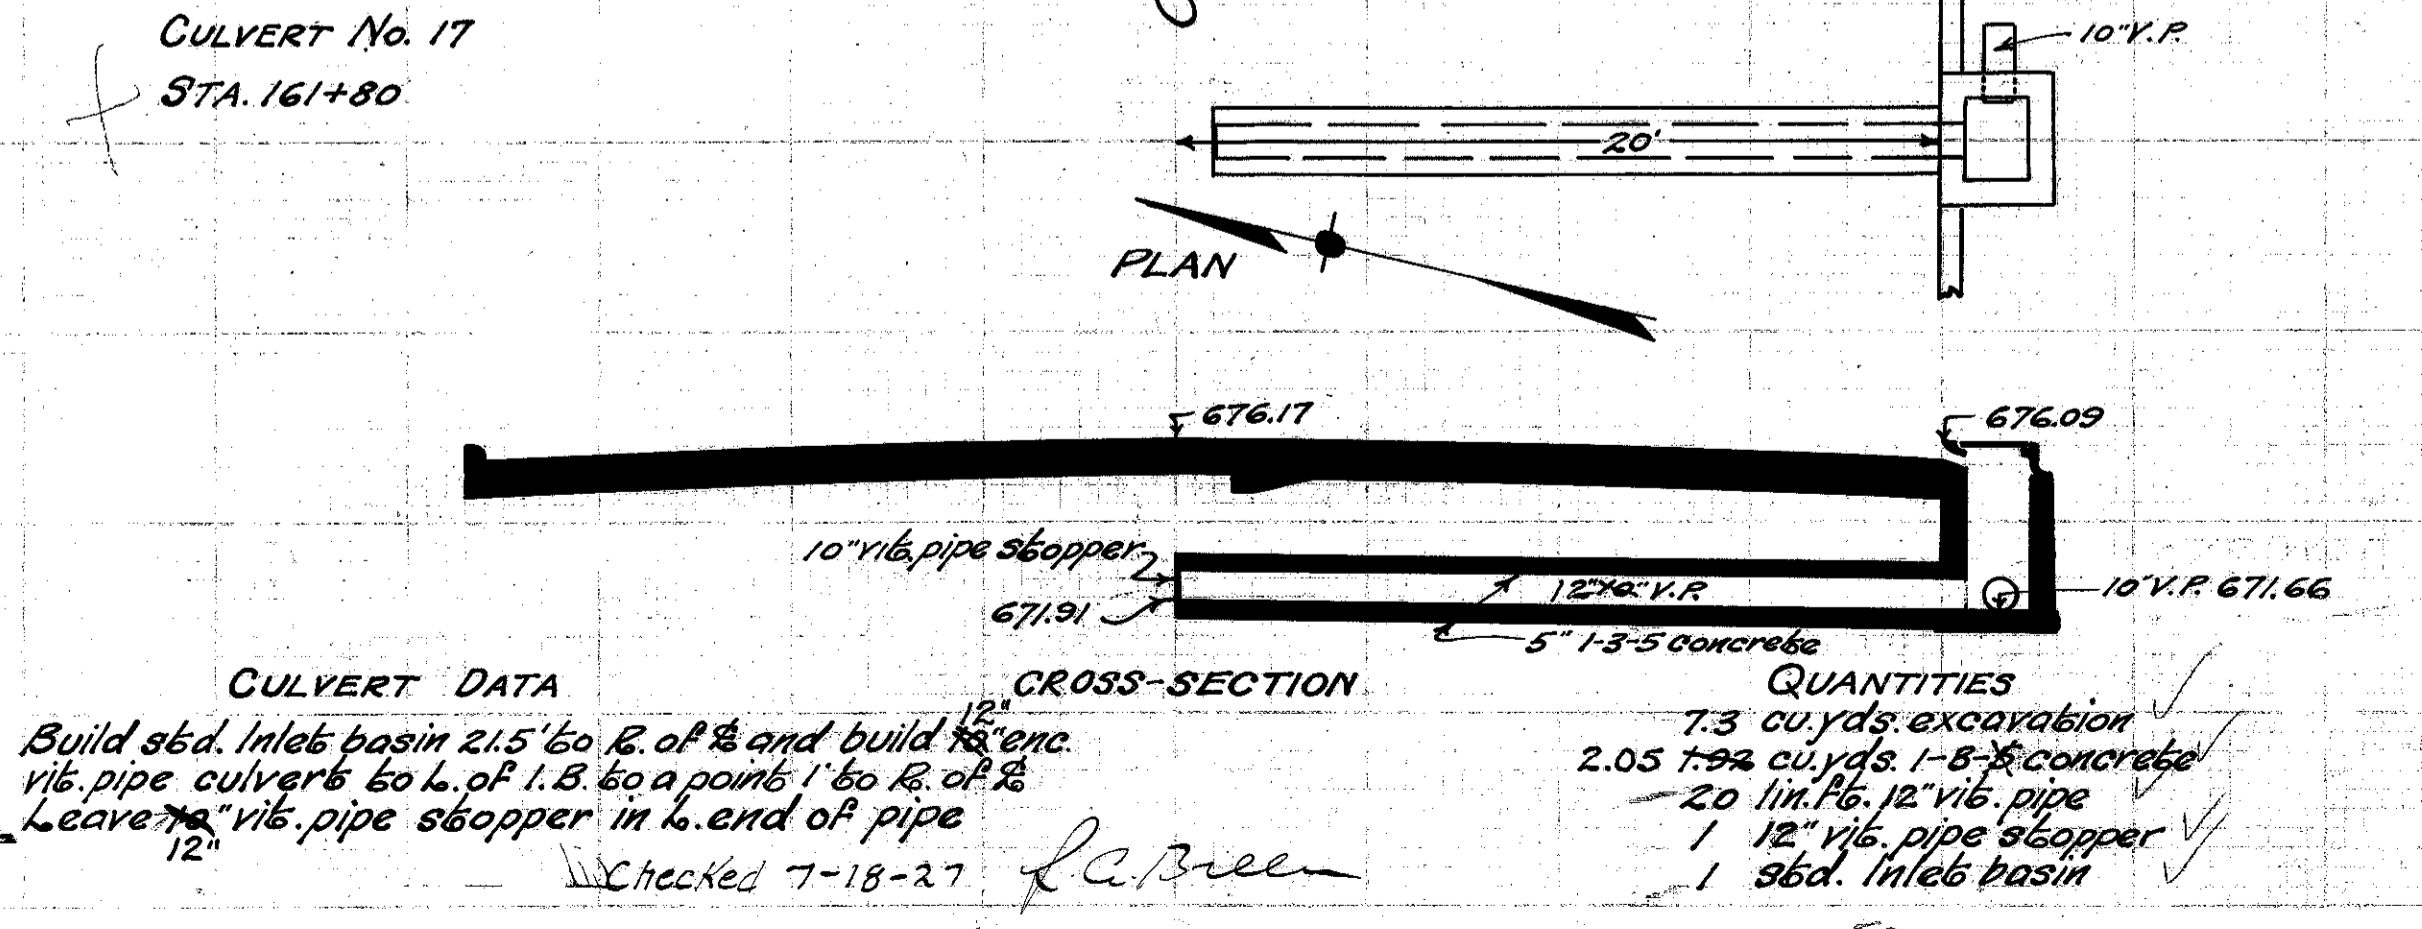 CULVERT No. 17
STA. 161+80
10" V.P.
20'
PLAN
676.17
676.09
10" vit. pipe stopper
671.91
12" 10" V.P.
10" V.P. 671.66
5" 1-3-5 concrete
CULVERT DATA
Build std. Inlet basin 21.5' to R. of ℄ and build 12" 10" enc.
vit. pipe culvert to L. of I.B. to a point 1' to R. of ℄
Leave 10" 12" vit. pipe stopper in L. end of pipe
CROSS-SECTION
QUANTITIES
7.3 cu. yds. excavation
2.05 1.92 cu. yds. 1-3-5 concrete
20 lin. ft. 12" vit. pipe
1 12" vit. pipe stopper
1 std. Inlet basin
Checked 7-18-27